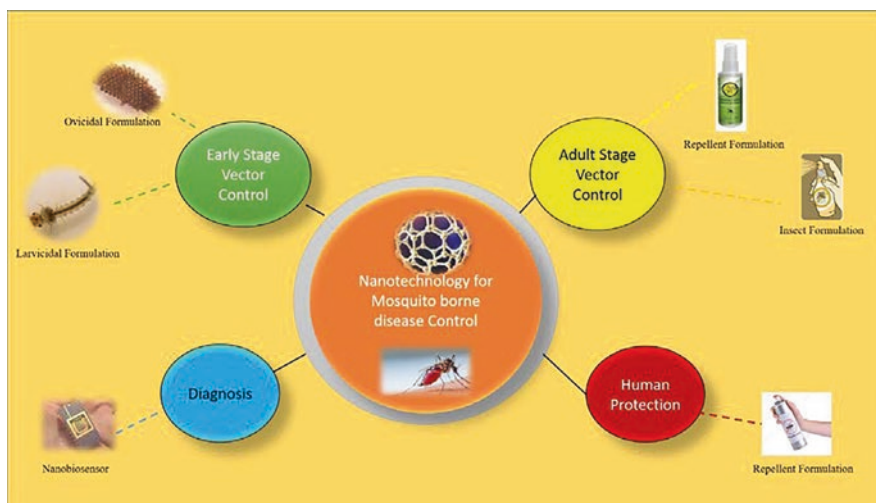 Ovicidal Formulation
Early Stage
Vector
Control
Larvicidal Formulation
Adult Stage
Vector
Control
Repellent Formulation
Insect Formulation
Nanotechnology for
Mosquito borne
disease Control
Diagnosis
Nanobiosensor
Human
Protection
Repellent Formulation